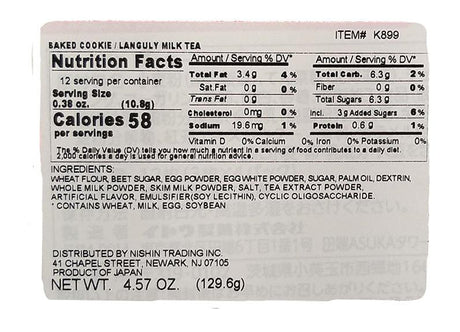 ITEM# K899
BAKED COOKIE / LANGULY MILK TEA
Nutrition Facts
12 serving per container
Serving Size
0.38 oz. (10.8g)
Calories 58
per servings
Amount / Serving % DV*
Total Fat 3.4g 4%
Sat.Fat 0g 0%
Trans Fat 0g
Cholesterol 0mg 0%
Sodium 19.6mg 1%
Amount / Serving % DV*
Total Carb. 6.3g 2%
Fiber 0g 0%
Total Sugars 6.3g
Incl. 3g Added Sugars 6%
Protein 0.6g 1%
Vitamin D 0% Calcium 0% Iron 0% Potassium 0%
The % Daily Value (DV) tells you how much a nutrient in a serving of food contributes to a daily diet.
2,000 calories a day is used for general nutrition advice.
INGREDIENTS:
WHEAT FLOUR, BEET SUGAR, EGG POWDER, EGG WHITE POWDER, SUGAR, PALM OIL, DEXTRIN,
WHOLE MILK POWDER, SKIM MILK POWDER, SALT, TEA EXTRACT POWDER,
ARTIFICIAL FLAVOR, EMULSIFIER(SOY LECITHIN), CYCLIC OLIGOSACCHARIDE.
* CONTAINS WHEAT, MILK, EGG, SOYBEAN
DISTRIBUTED BY NISHIN TRADING INC.
41 CHAPEL STREET, NEWARK, NJ 07105
PRODUCT OF JAPAN
NET WT. 4.57 OZ. (129.6g)